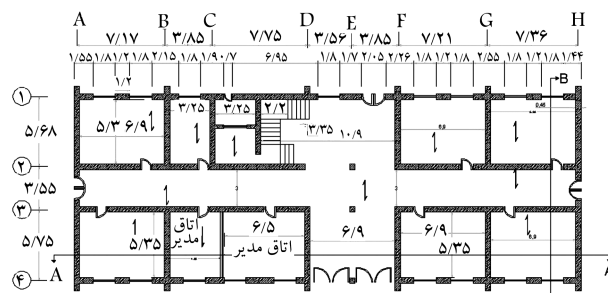 A B C D E F G H
۷/۱۷ ۳/۸۵ ۷/۷۵ ۳/۵۶ ۳/۸۵ ۷/۲۱ ۷/۳۶
۱/۵۵ ۱/۸ ۱/۲ ۱/۸ ۲/۱۵ ۱/۸ ۱/۹ ۰/۷ ۶/۹۵ ۱/۸ ۱/۷ ۲/۰۵ ۲/۲۶ ۱/۸ ۱/۲ ۱/۸ ۲/۵۵ ۱/۸ ۱/۲ ۱/۸ ۱/۴۴
۱/۲ B
۱
۳/۲۵ ۳/۲۵ ۲/۲
۵/۶۸ ۵/۳ ۶/۹ ۳/۳۵ ۱۰/۹
۲
۳/۵۵
۳
۵/۷۵ ۵/۳۵ اتاق مدیر ۶/۵ اتاق مدیر ۶/۹ ۶/۹ ۵/۳۵
A A
۴